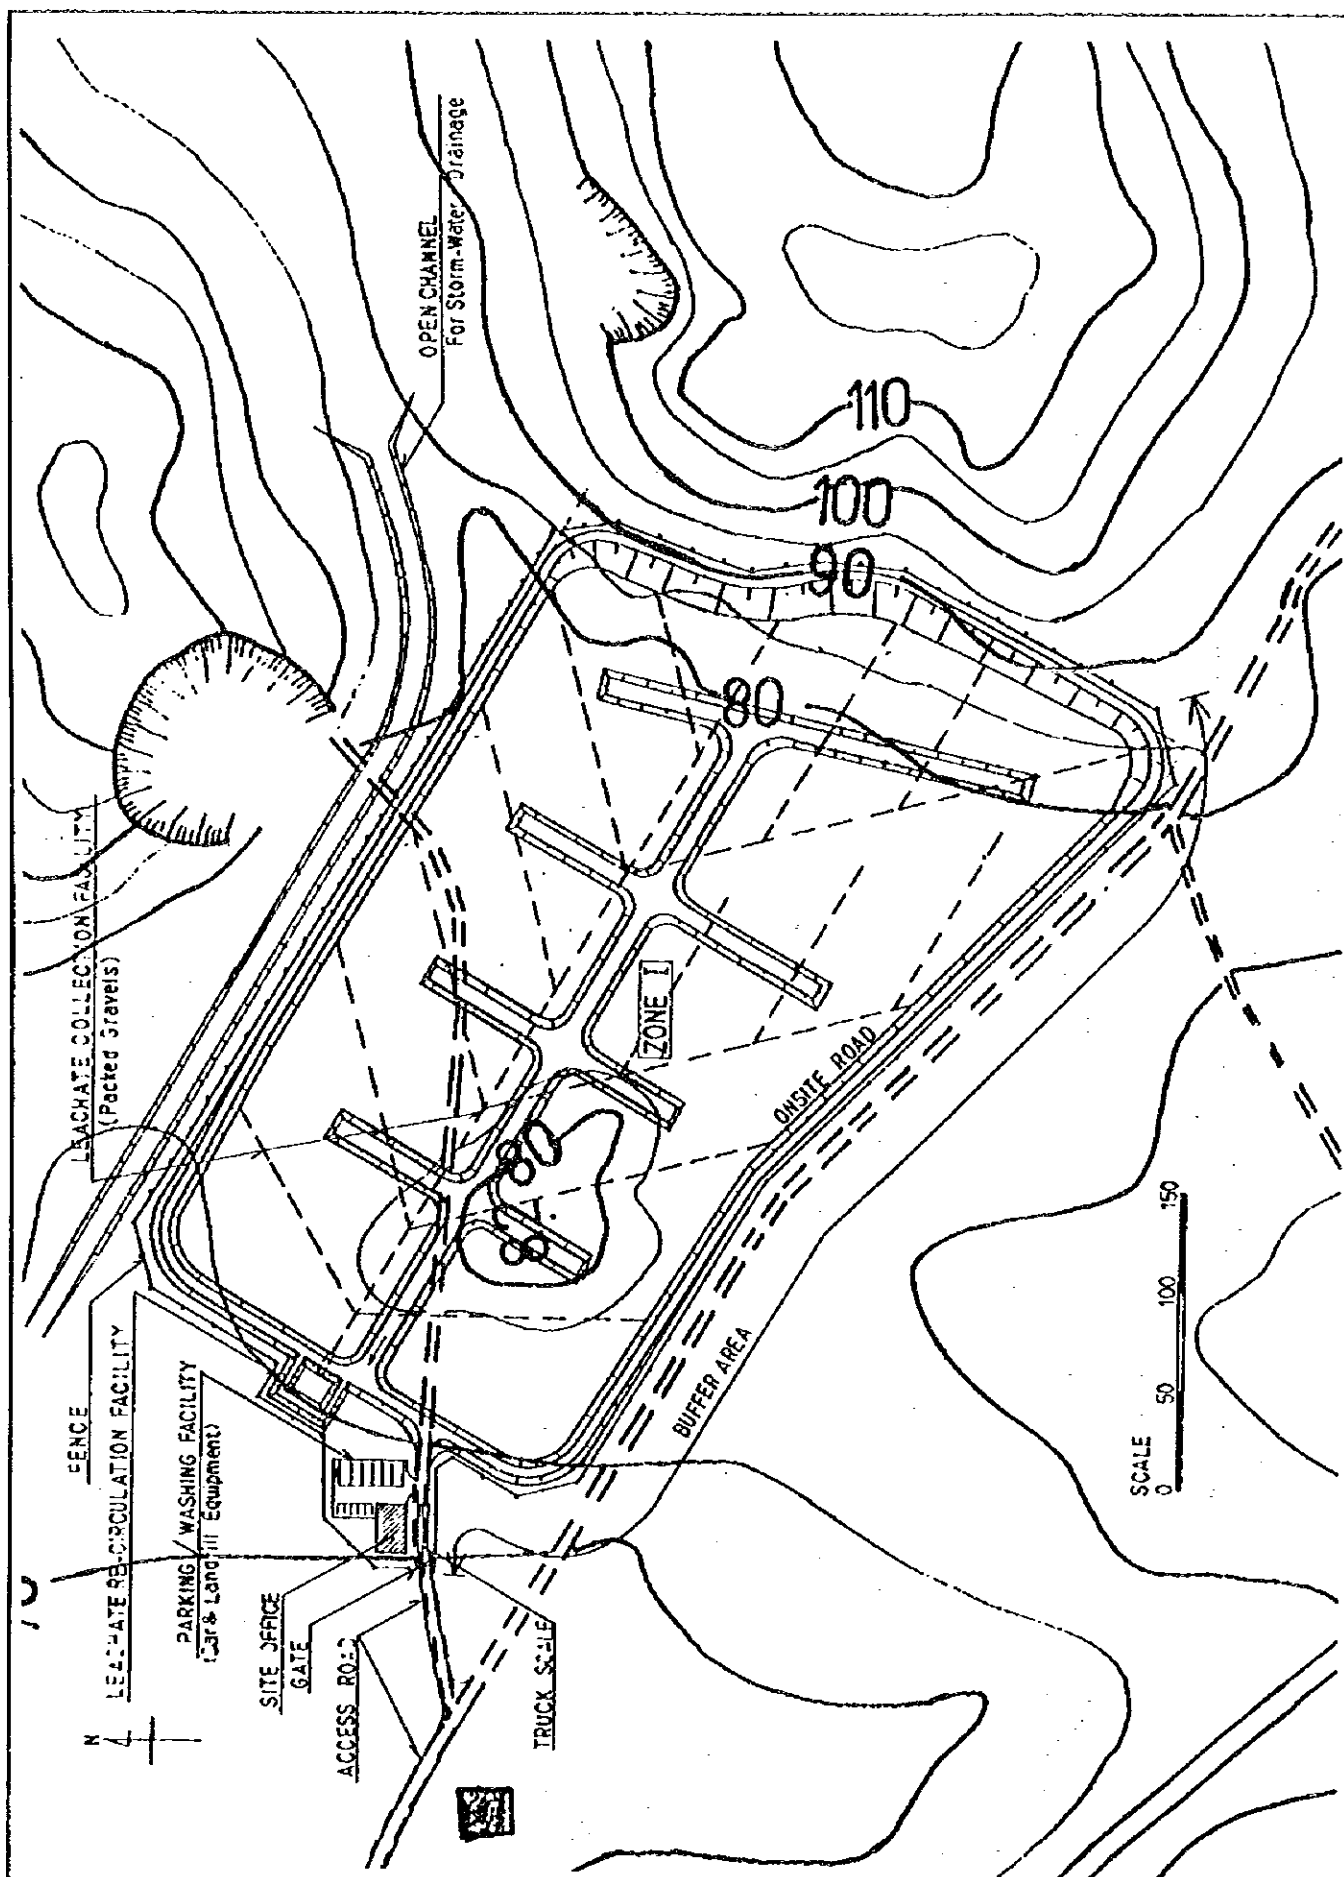 OPEN CHANNEL
For Storm-Water Drainage
110
100
90
80
80
LEACHATE COLLECTION FACILITY
(Packed Gravels)
ZONE I
ONSITE ROAD
BUFFER AREA
FENCE
LEACHATE RE-CIRCULATION FACILITY
PARKING/WASHING FACILITY
(Car & Landfill Equipment)
SITE OFFICE
GATE
ACCESS ROAD
TRUCK SCALE
N
SCALE
0 50 100 150